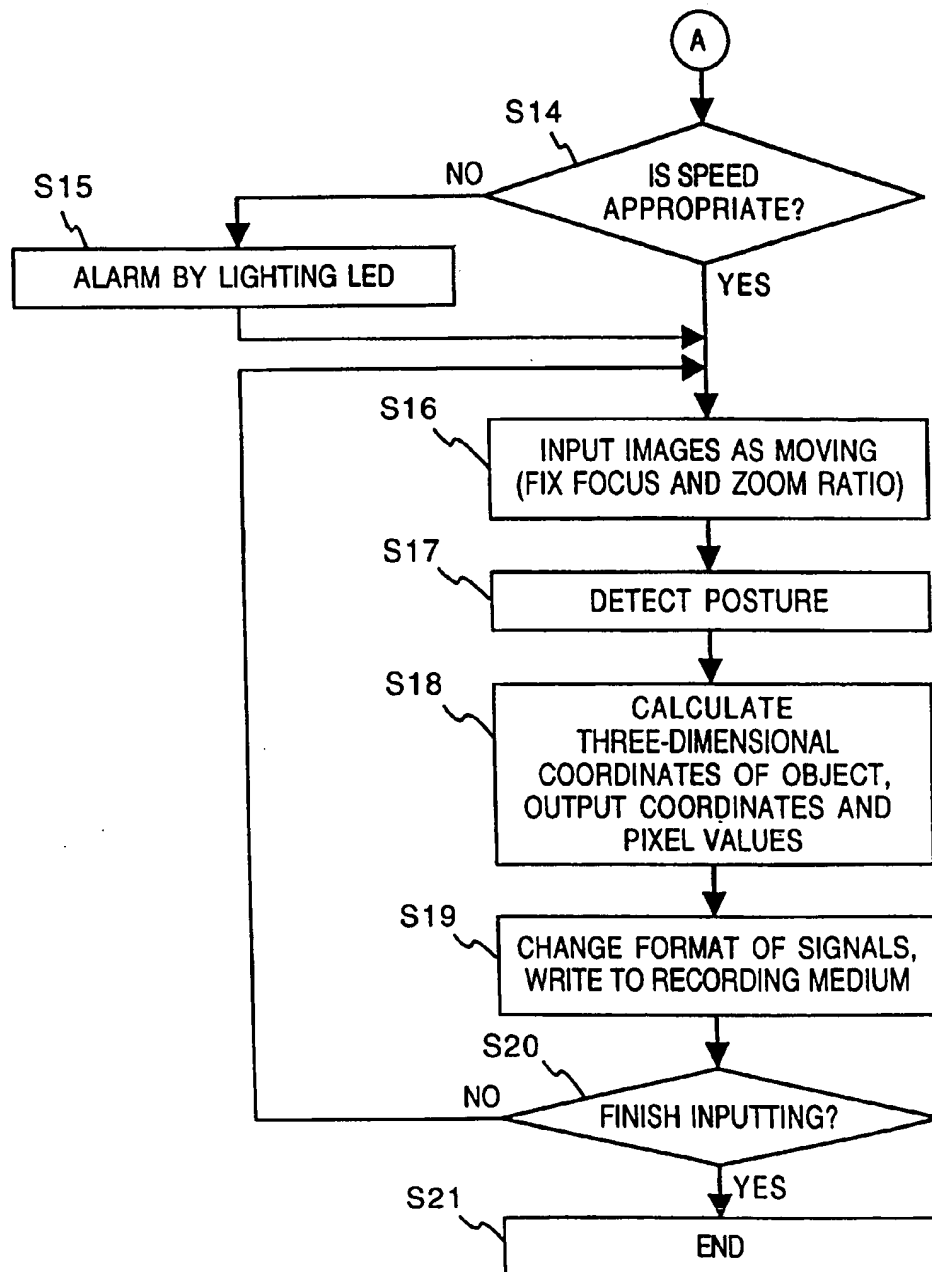 A
S14
IS SPEED
APPROPRIATE?
NO
YES
S15
ALARM BY LIGHTING LED
S16
INPUT IMAGES AS MOVING
(FIX FOCUS AND ZOOM RATIO)
S17
DETECT POSTURE
S18
CALCULATE
THREE-DIMENSIONAL
COORDINATES OF OBJECT,
OUTPUT COORDINATES AND
PIXEL VALUES
S19
CHANGE FORMAT OF SIGNALS,
WRITE TO RECORDING MEDIUM
S20
NO
FINISH INPUTTING?
YES
S21
END